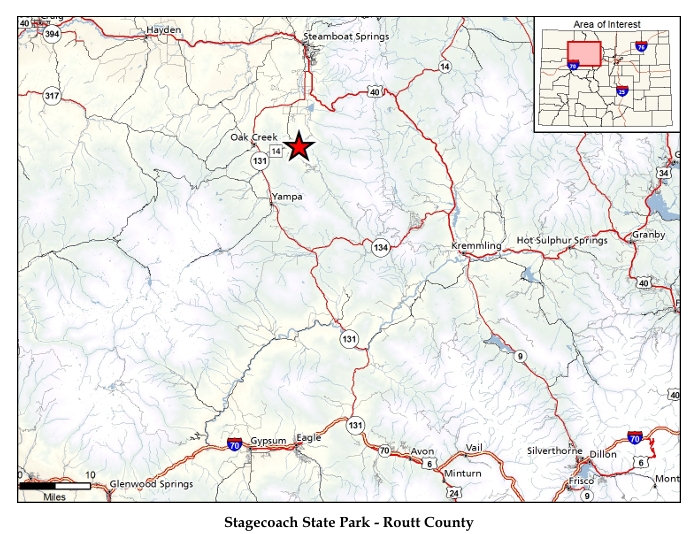 Craig
40
394
Hayden
Steamboat Springs
Area of Interest
76
70
25
14
40
317
Oak Creek
14
131
34
Yampa
Granby
134
Kremmling
Hot Sulphur Springs
40
131
9
40
131
70
Gypsum
Eagle
70
Avon
6
Vail
Minturn
24
Silverthorne
Dillon
70
6
Frisco
9
Mont
0
10
Miles
Glenwood Springs
Stagecoach State Park - Routt County